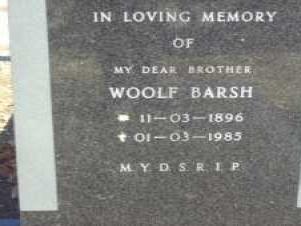 IN LOVING MEMORY
OF
MY DEAR BROTHER
WOOLF BARSH
11-03-1896
01-03-1985
M.Y.D.S.R.I.P.